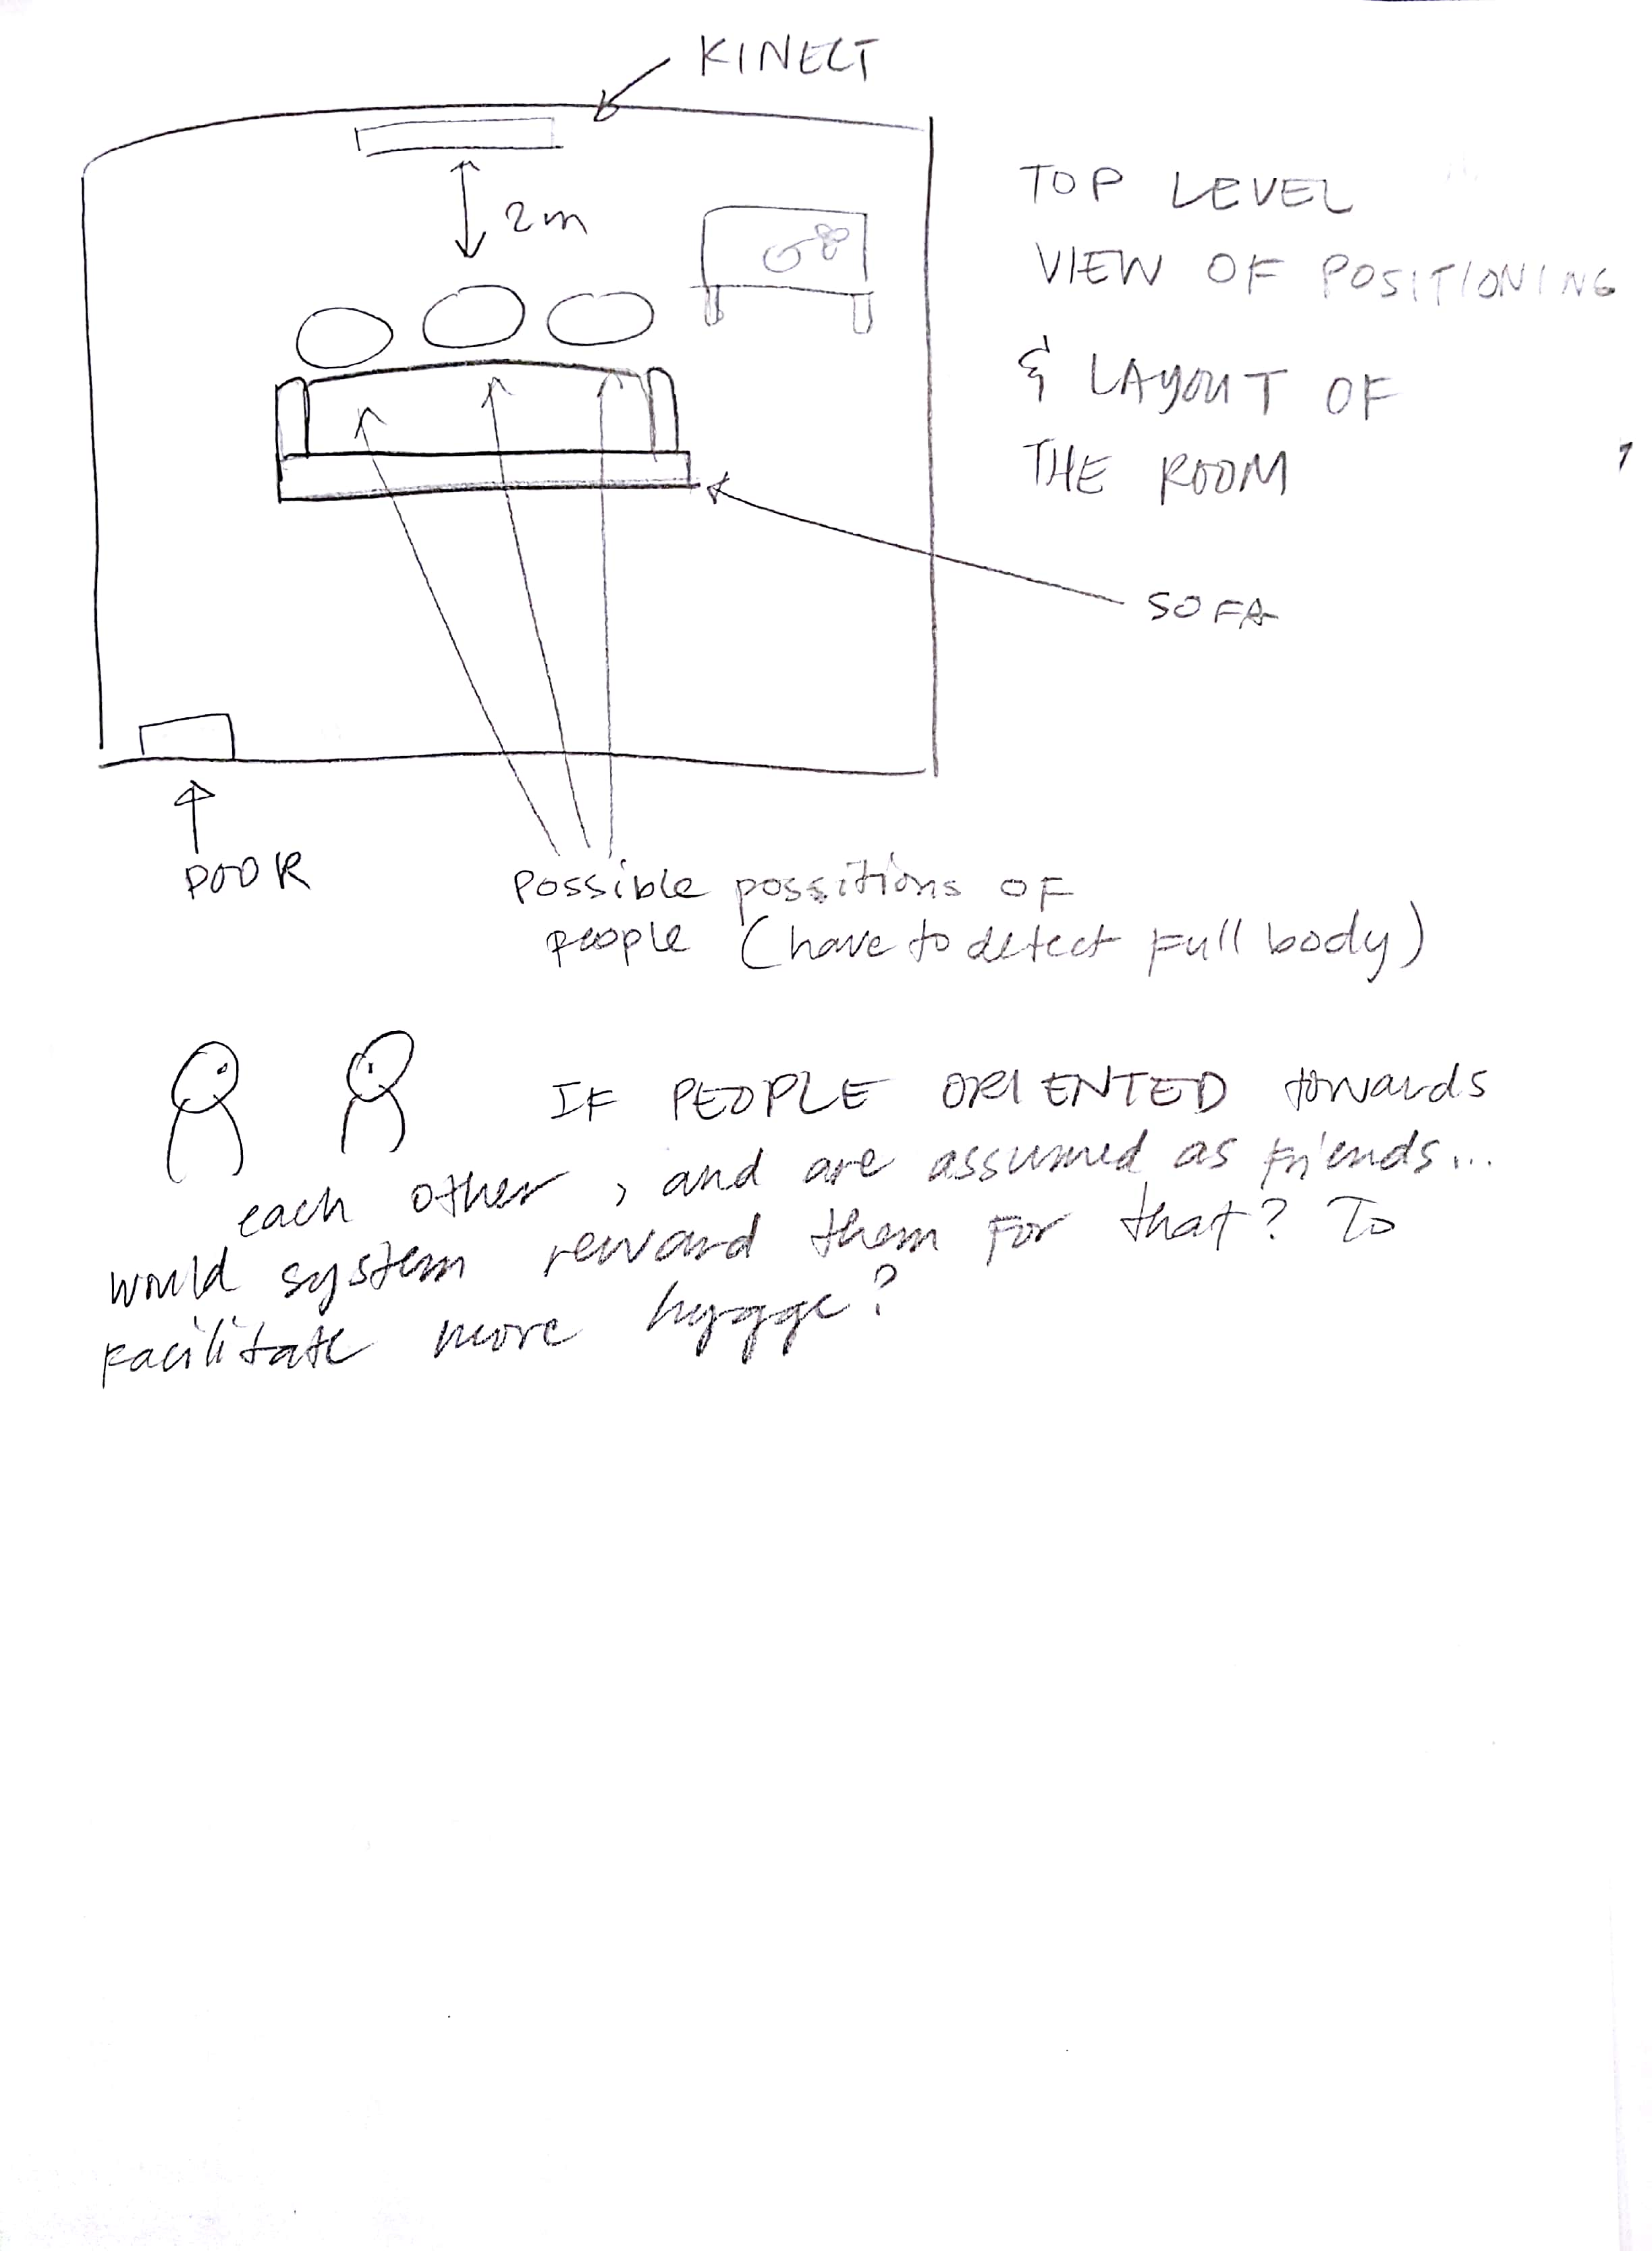 KINECT
2m
TOP LEVEL
VIEW OF POSITIONING
& LAYOUT OF
THE ROOM
SOFA
DOOR
Possible possitions of
people (have to detect full body)
IF PEOPLE ORIENTED towards
each other, and are assumed as friends...
would system reward them for that? To
facilitate more hygge?